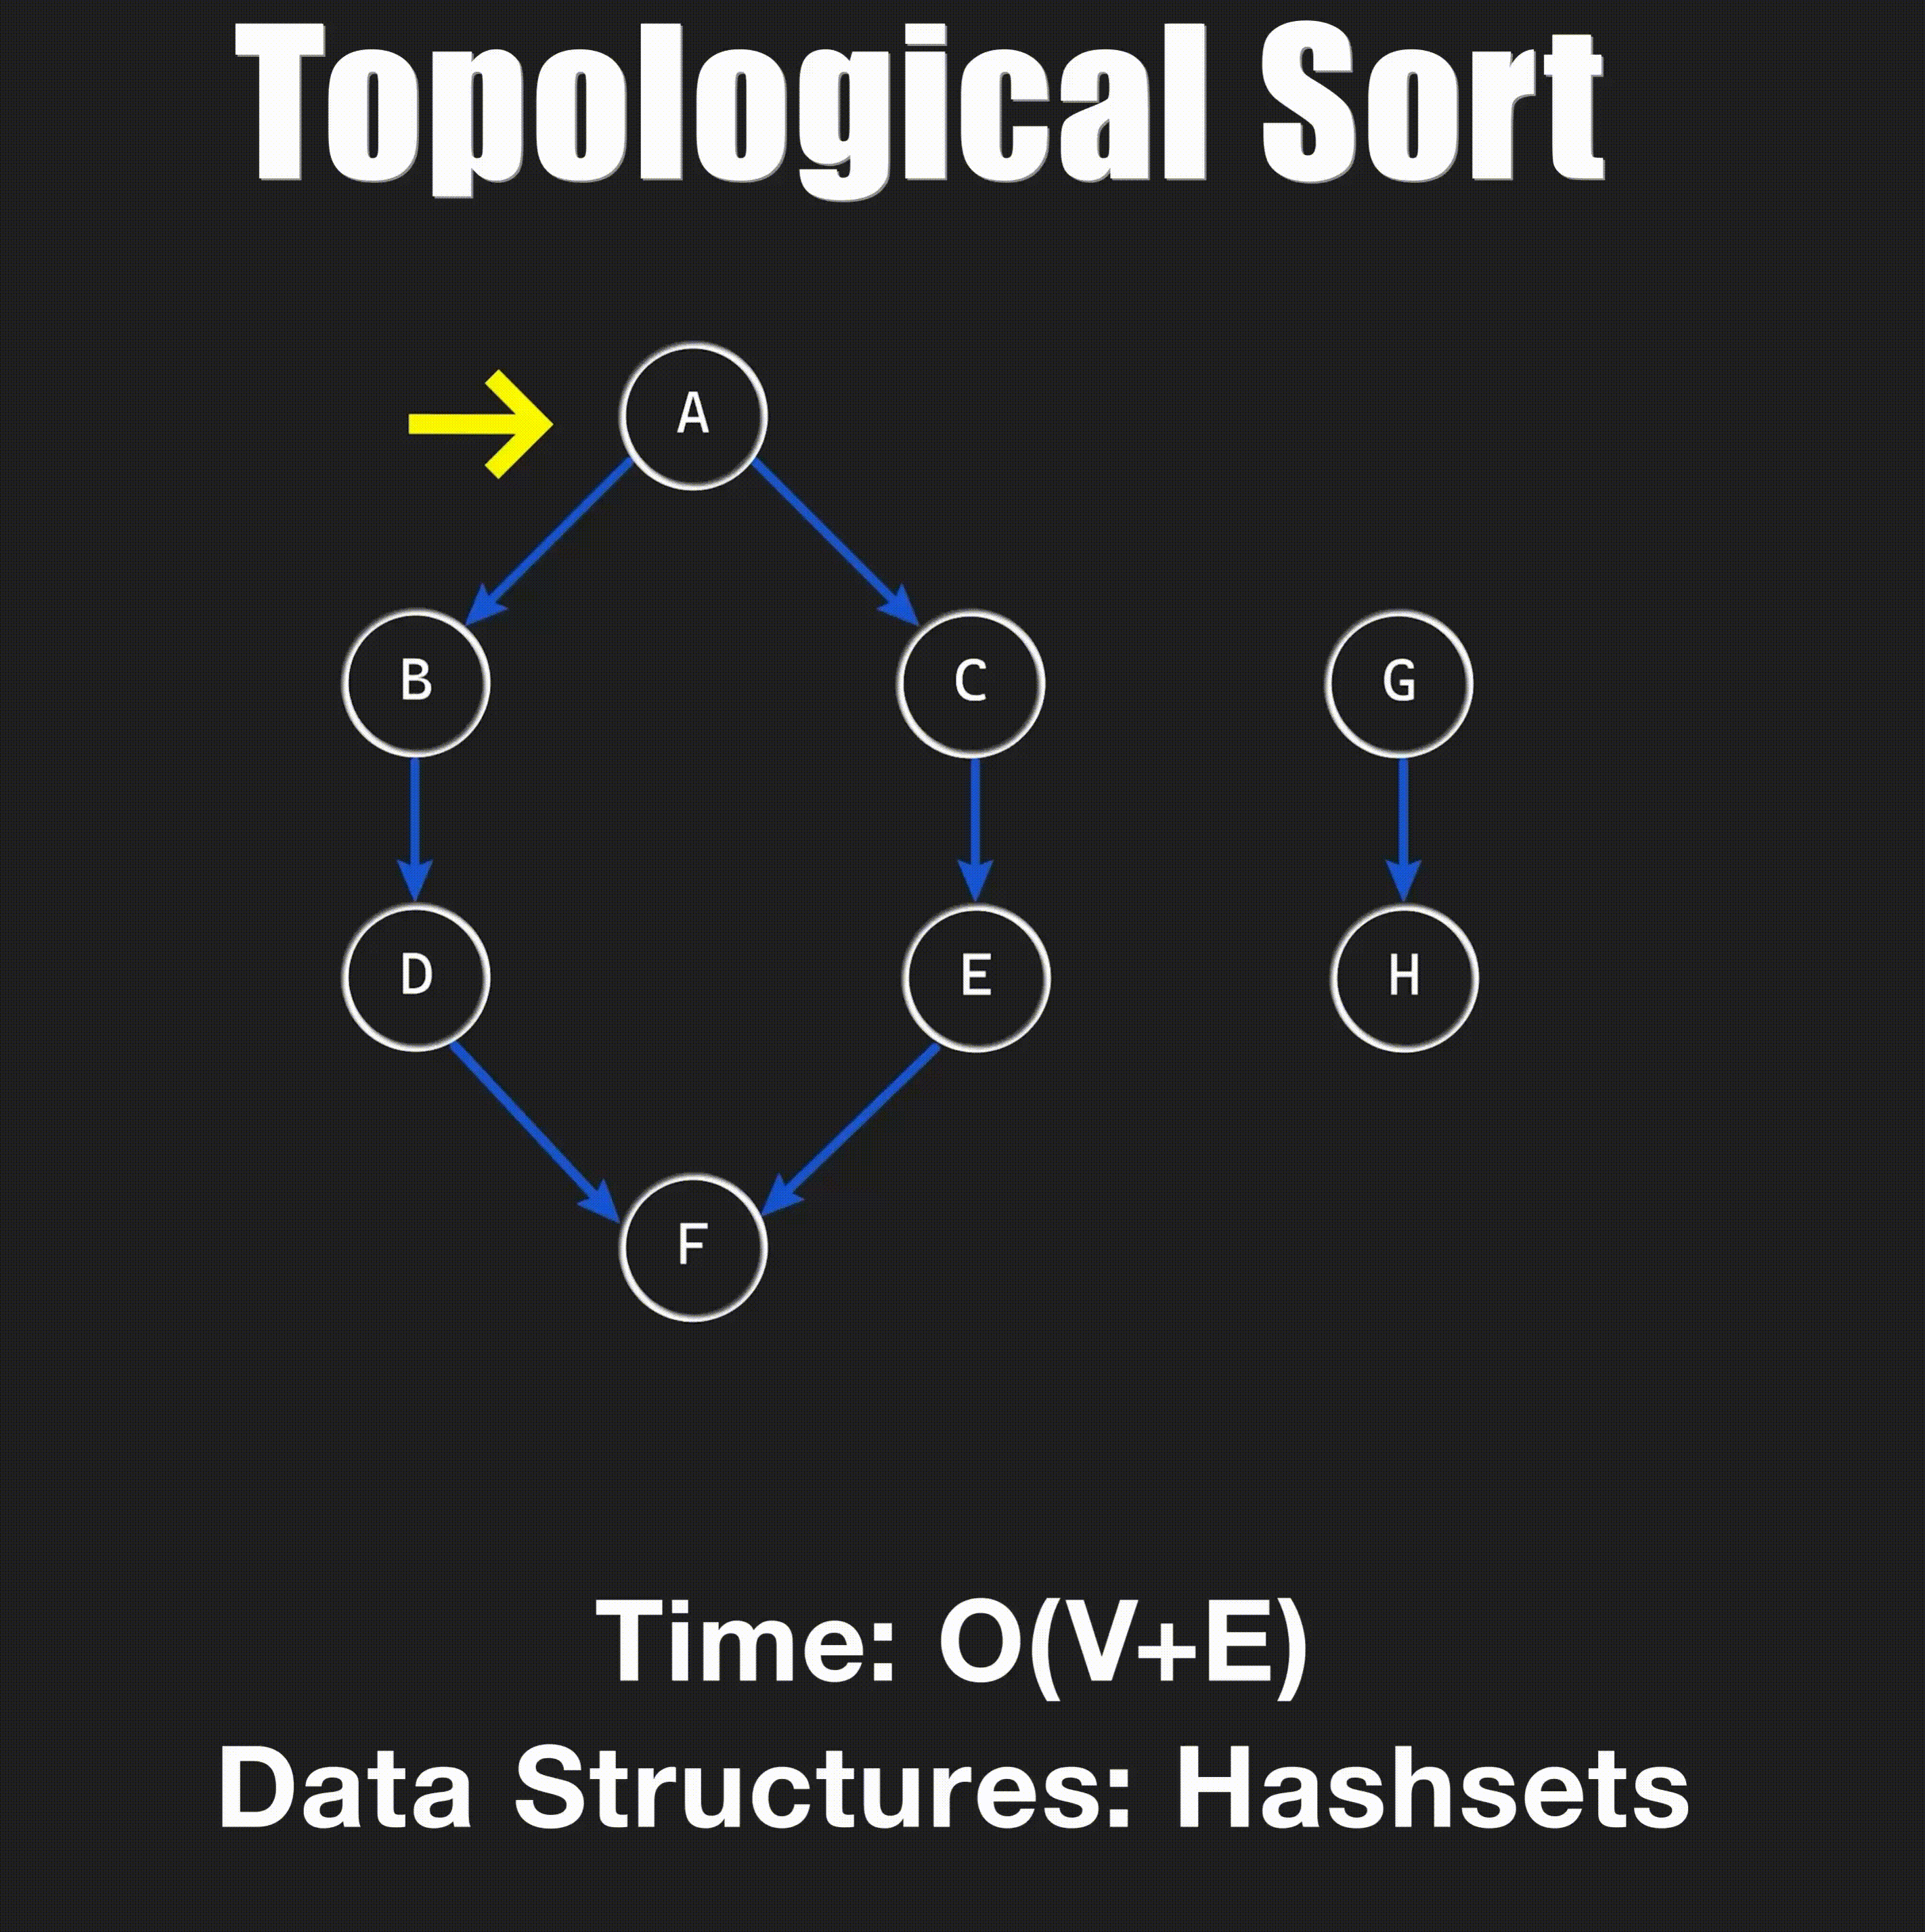 Topological Sort
A
B
C
G
D
E
H
F
Time: O(V+E)
Data Structures: Hashsets